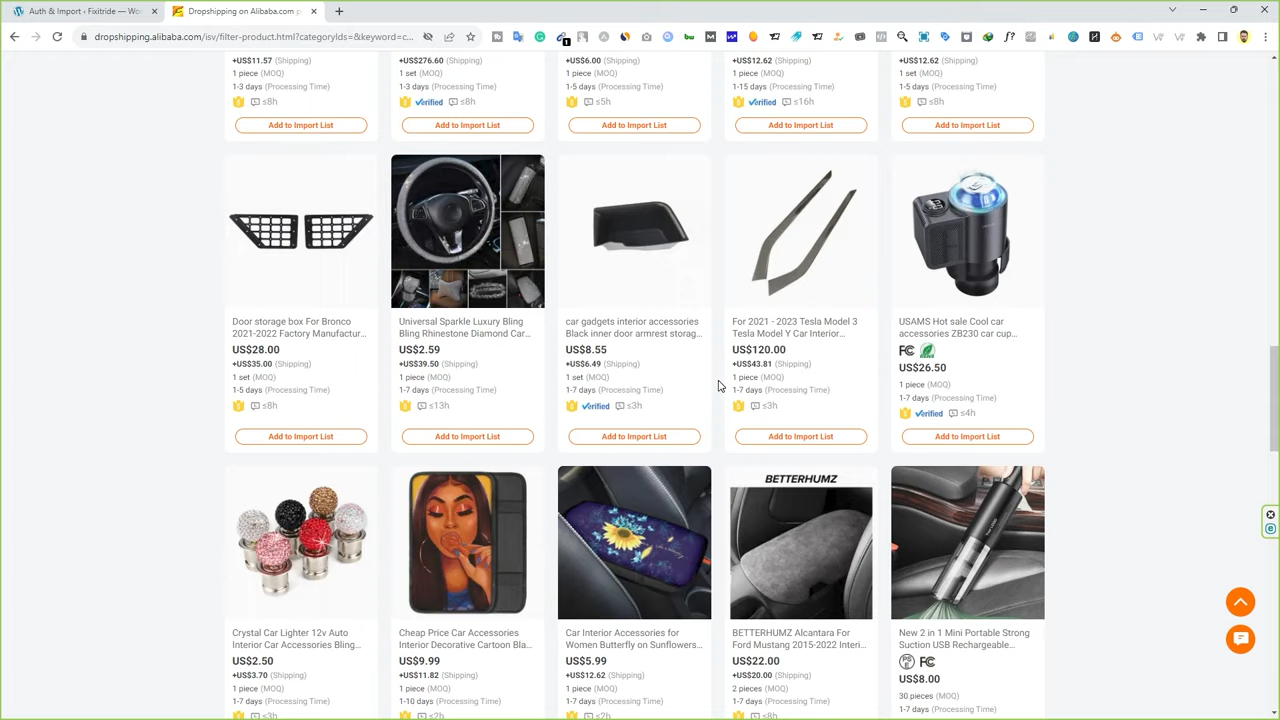 Auth & Import ‹ Fixitride — Wo
Dropshipping on Alibaba.com p
dropshipping.alibaba.com/isv/filter-product.html?categoryIds=&keyword=c...
+US$11.57 (Shipping)
1 piece (MOQ)
1-3 days (Processing Time)
≤8h
Add to Import List
+US$276.60 (Shipping)
1 set (MOQ)
1-3 days (Processing Time)
Verified ≤8h
Add to Import List
+US$6.00 (Shipping)
1 piece (MOQ)
1-5 days (Processing Time)
≤5h
Add to Import List
+US$12.62 (Shipping)
1 piece (MOQ)
1-15 days (Processing Time)
Verified ≤16h
Add to Import List
+US$12.62 (Shipping)
1 set (MOQ)
1-5 days (Processing Time)
≤8h
Add to Import List
Door storage box For Bronco
2021-2022 Factory Manufactur...
US$28.00
+US$35.00 (Shipping)
1 set (MOQ)
1-5 days (Processing Time)
≤8h
Add to Import List
Universal Sparkle Luxury Bling
Bling Rhinestone Diamond Car...
US$2.59
+US$39.50 (Shipping)
1 piece (MOQ)
1-7 days (Processing Time)
≤13h
Add to Import List
car gadgets interior accessories
Black inner door armrest storag...
US$8.55
+US$6.49 (Shipping)
1 set (MOQ)
1-7 days (Processing Time)
Verified ≤3h
Add to Import List
For 2021 - 2023 Tesla Model 3
Tesla Model Y Car Interior...
US$120.00
+US$43.81 (Shipping)
1 piece (MOQ)
1-7 days (Processing Time)
≤3h
Add to Import List
USAMS Hot sale Cool car
accessories ZB230 car cup...
FC
US$26.50
1 piece (MOQ)
1-7 days (Processing Time)
Verified ≤4h
Add to Import List
Crystal Car Lighter 12v Auto
Interior Car Accessories Bling...
US$2.50
+US$3.70 (Shipping)
1 piece (MOQ)
1-7 days (Processing Time)
≤3h
Cheap Price Car Accessories
Interior Decorative Cartoon Bla...
US$9.99
+US$11.82 (Shipping)
1 piece (MOQ)
1-10 days (Processing Time)
≤2h
Car Interior Accessories for
Women Butterfly on Sunflowers...
US$5.99
+US$12.62 (Shipping)
1 piece (MOQ)
1-7 days (Processing Time)
≤2h
BETTERHUMZ
BETTERHUMZ Alcantara For
Ford Mustang 2015-2022 Interi...
US$22.00
+US$20.00 (Shipping)
2 pieces (MOQ)
1-7 days (Processing Time)
≤8h
New 2 in 1 Mini Portable Strong
Suction USB Rechargeable...
FC
US$8.00
30 pieces (MOQ)
1-7 days (Processing Time)